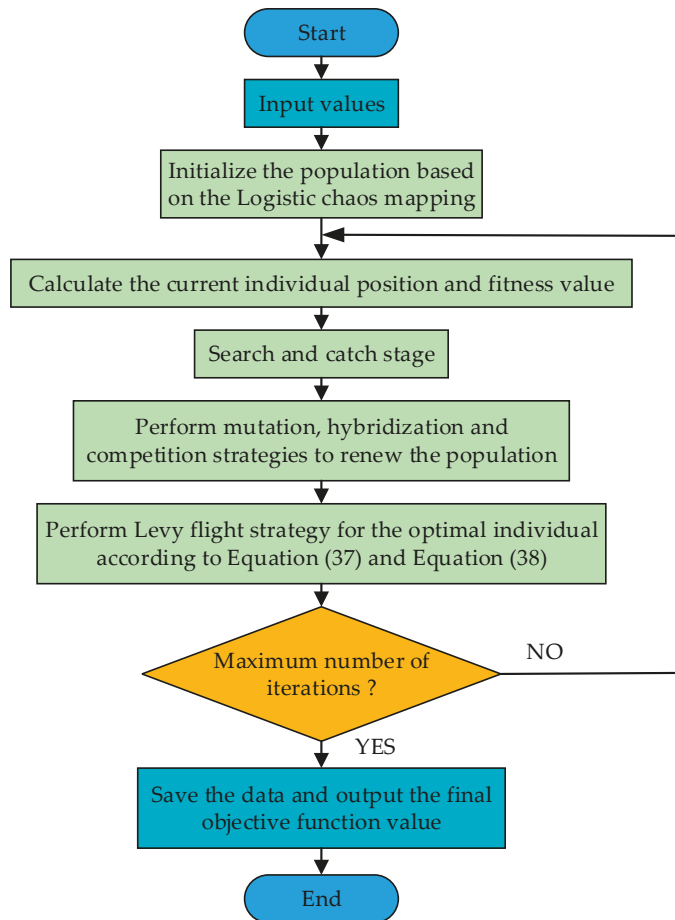 Start
Input values
Initialize the population based
on the Logistic chaos mapping
Calculate the current individual position and fitness value
Search and catch stage
Perform mutation, hybridization and
competition strategies to renew the population
Perform Levy flight strategy for the optimal individual
according to Equation (37) and Equation (38)
Maximum number of
iterations ?
NO
YES
Save the data and output the final
objective function value
End